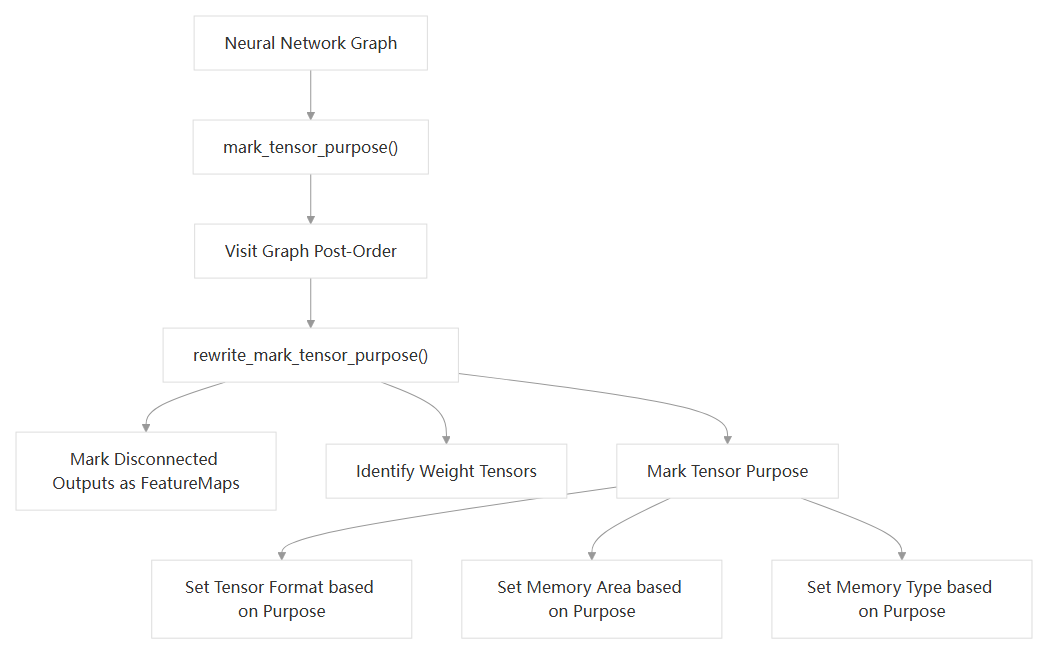 Neural Network Graph
mark_tensor_purpose()
Visit Graph Post-Order
rewrite_mark_tensor_purpose()
Mark Disconnected
Outputs as FeatureMaps
Identify Weight Tensors
Mark Tensor Purpose
Set Tensor Format based
on Purpose
Set Memory Area based
on Purpose
Set Memory Type based
on Purpose